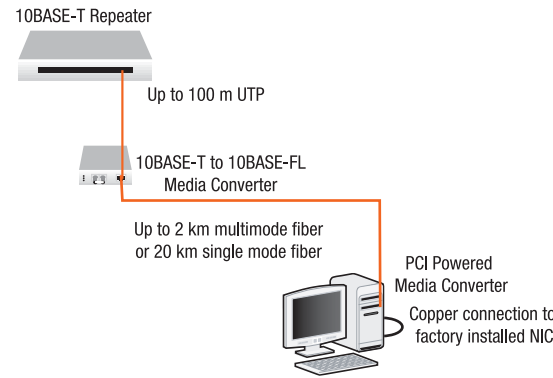 10BASE-T Repeater
Up to 100 m UTP
10BASE-T to 10BASE-FL
Media Converter
Up to 2 km multimode fiber
or 20 km single mode fiber
PCI Powered
Media Converter
Copper connection to
factory installed NIC